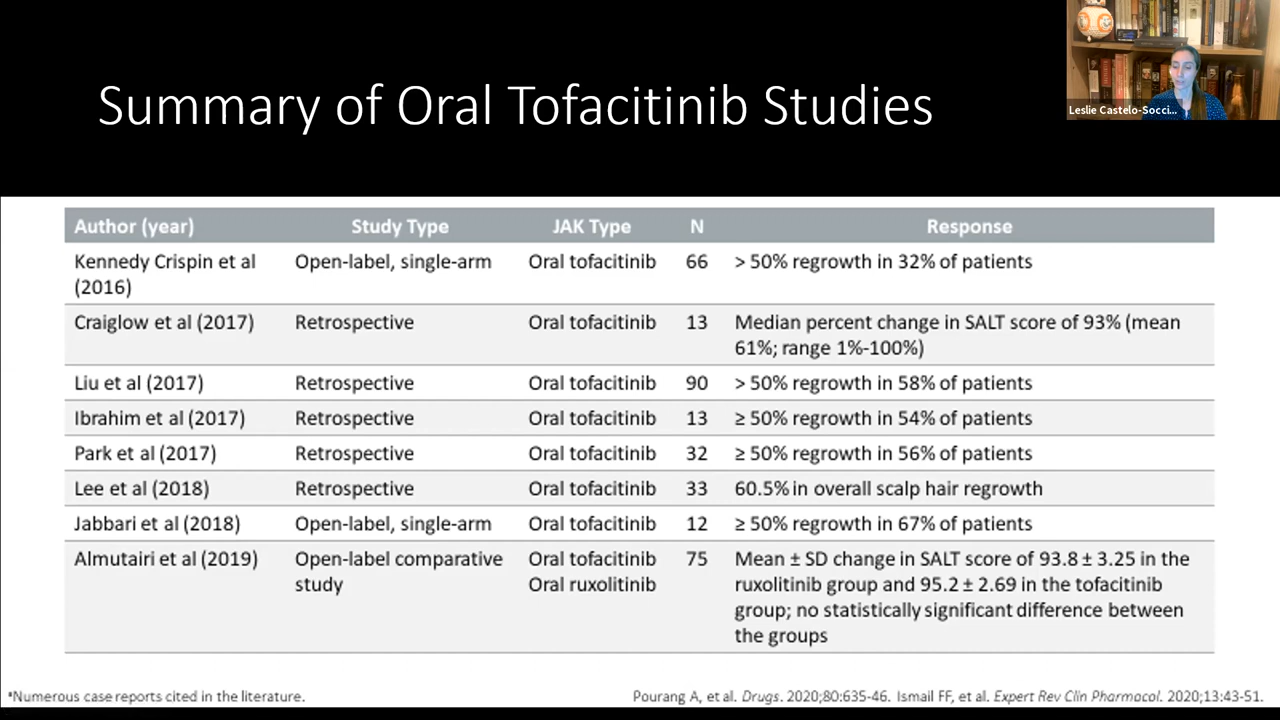 Leslie Castelo-Socci...
Summary of Oral Tofacitinib Studies
Author (year) Study Type JAK Type N Response
Kennedy Crispin et al Open-label, single-arm Oral tofacitinib 66 > 50% regrowth in 32% of patients
(2016)
Craiglow et al (2017) Retrospective Oral tofacitinib 13 Median percent change in SALT score of 93% (mean
61%; range 1%-100%)
Liu et al (2017) Retrospective Oral tofacitinib 90 > 50% regrowth in 58% of patients
Ibrahim et al (2017) Retrospective Oral tofacitinib 13 ≥ 50% regrowth in 54% of patients
Park et al (2017) Retrospective Oral tofacitinib 32 ≥ 50% regrowth in 56% of patients
Lee et al (2018) Retrospective Oral tofacitinib 33 60.5% in overall scalp hair regrowth
Jabbari et al (2018) Open-label, single-arm Oral tofacitinib 12 ≥ 50% regrowth in 67% of patients
Almutairi et al (2019) Open-label comparative Oral tofacitinib 75 Mean ± SD change in SALT score of 93.8 ± 3.25 in the
study Oral ruxolitinib ruxolitinib group and 95.2 ± 2.69 in the tofacitinib
group; no statistically significant difference between
the groups
ªNumerous case reports cited in the literature. Pourang A, et al. Drugs. 2020;80:635-46. Ismail FF, et al. Expert Rev Clin Pharmacol. 2020;13:43-51.